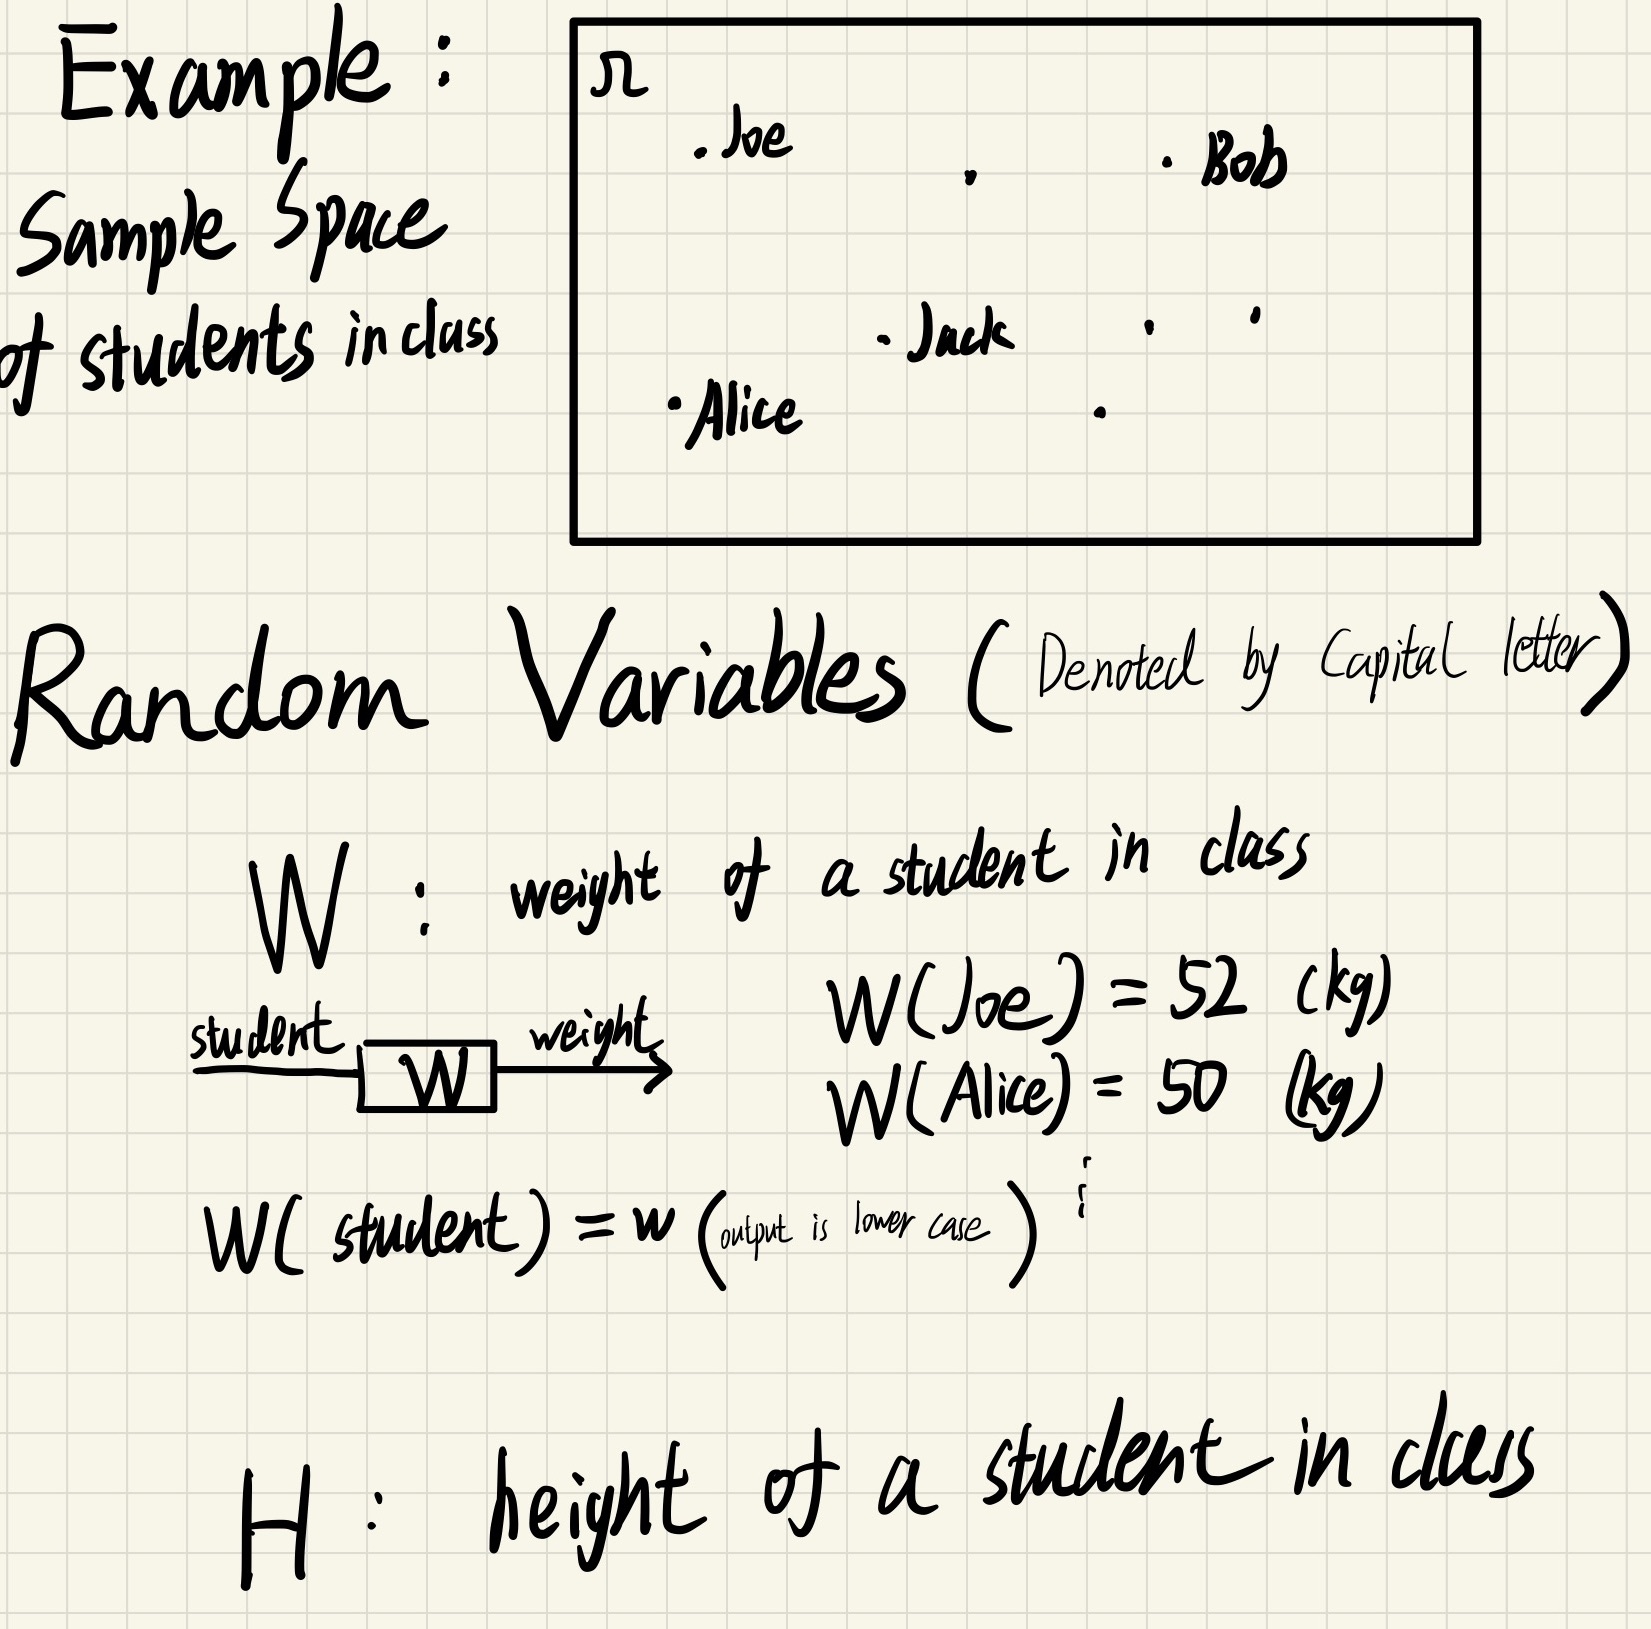 Example :
Sample Space
of students in class
Ω
. Joe
. Bob
. Jack
. Alice
Random Variables ( Denoted by Capital letter )
W : weight of a student in class
student W weight
W(Joe) = 52 (kg)
W(Alice) = 50 (kg)
⋮
W( student ) = w ( output is lower case )
H : height of a student in class